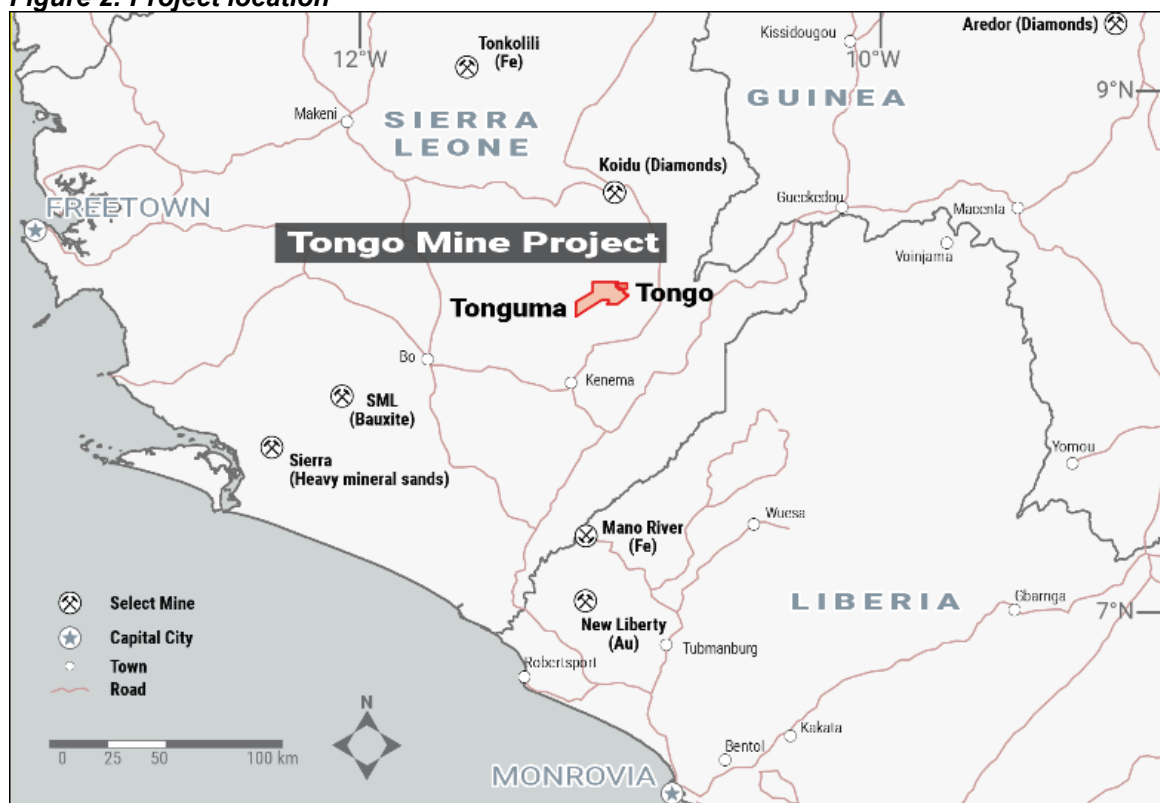 Figure 2: Project location
Aredor (Diamonds)
Kissidougou
Tonkolili
(Fe)
12°W
10°W
9°N
GUINEA
Makeni
SIERRA
LEONE
Koidu (Diamonds)
Gueckedou
Macenta
FREETOWN
Voinjama
Tongo Mine Project
Tongo
Tonguma
Bo
Kenema
SML
(Bauxite)
Sierra
(Heavy mineral sands)
Yomou
Wuesa
Mano River
(Fe)
LIBERIA
Gbarnga
7°N
New Liberty
(Au)
Tubmanburg
Robertsport
Kakata
Bentol
MONROVIA
Select Mine
Capital City
Town
Road
N
0 25 50 100 km